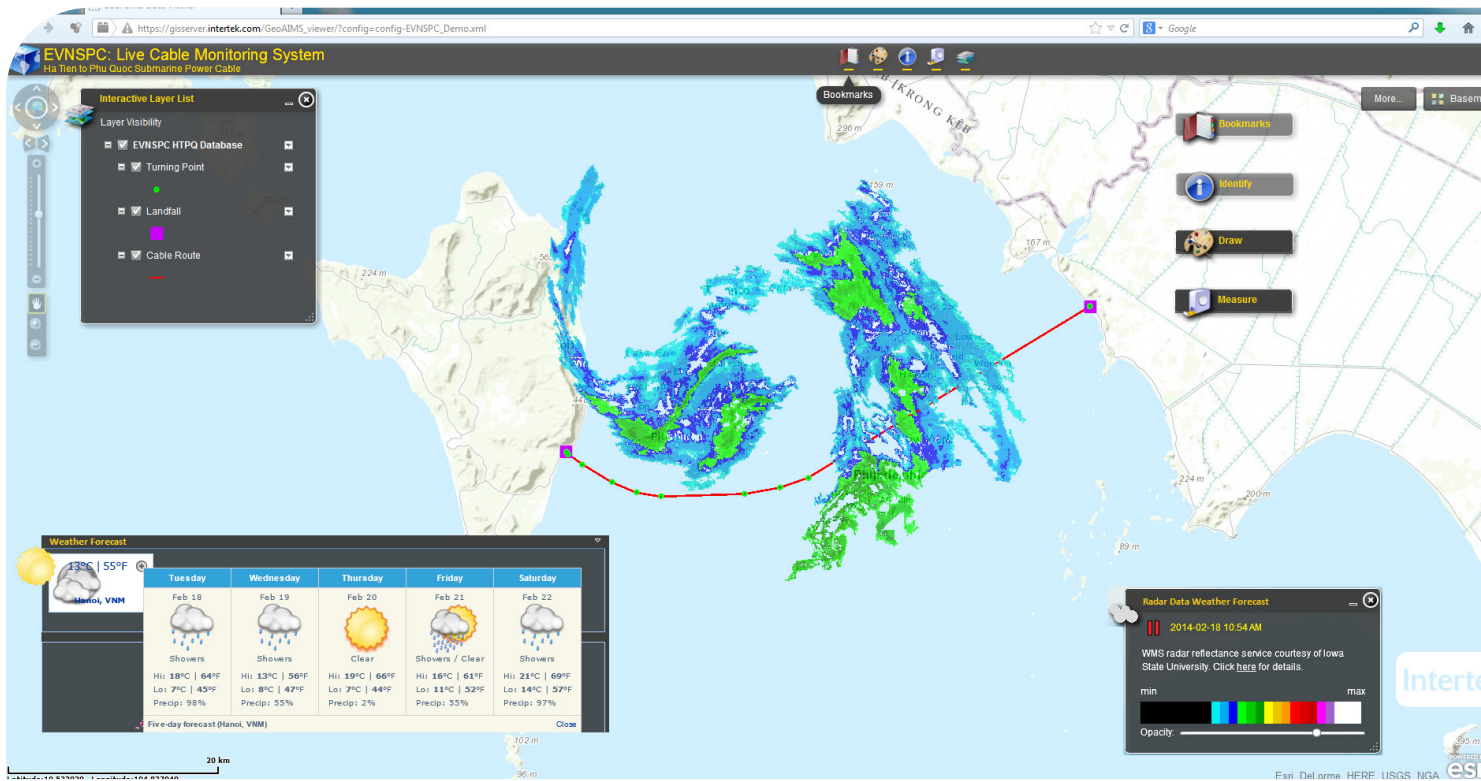 https://gisserver.intertek.com/GeoAIMS_viewer/?config=config-EVNSPC_Demo.xml
Google
EVNSPC: Live Cable Monitoring System
Ha Tien to Phu Quoc Submarine Power Cable
Bookmarks
Interactive Layer List
Layer Visibility
EVNSPC HTPQ Database
Turning Point
Landfall
Cable Route
More...
Basem
Bookmarks
Identify
Draw
Measure
IKRONG KÊB
296 m
159 m
167 m
224 m
224 m
200 m
89 m
102 m
96 m
395 m
Weather Forecast
13°C | 55°F
Hanoi, VNM
Tuesday Wednesday Thursday Friday Saturday
Feb 18 Feb 19 Feb 20 Feb 21 Feb 22
Showers Showers Clear Showers / Clear Showers
Hi: 18°C | 64°F Hi: 13°C | 56°F Hi: 19°C | 66°F Hi: 16°C | 61°F Hi: 21°C | 69°F
Lo: 7°C | 45°F Lo: 8°C | 47°F Lo: 7°C | 44°F Lo: 11°C | 52°F Lo: 14°C | 57°F
Precip: 98% Precip: 55% Precip: 2% Precip: 55% Precip: 97%
Five-day forecast (Hanoi, VNM) Close
Radar Data Weather Forecast
2014-02-18 10:54 AM
WMS radar reflectance service courtesy of Iowa
State University. Click here for details.
min max
Opacity:
Interte
20 km
Esri, DeLorme, HERE, USGS, NGA
POWERED
esri